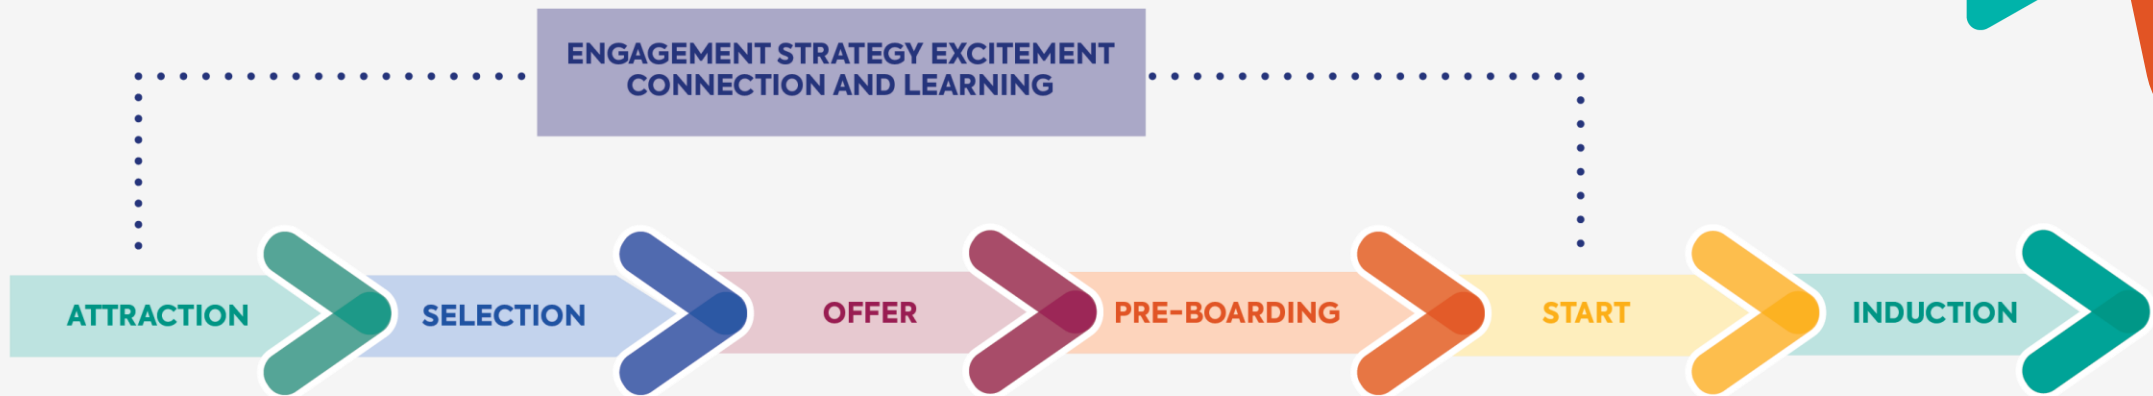 ENGAGEMENT STRATEGY EXCITEMENT
CONNECTION AND LEARNING
ATTRACTION
SELECTION
OFFER
PRE-BOARDING
START
INDUCTION